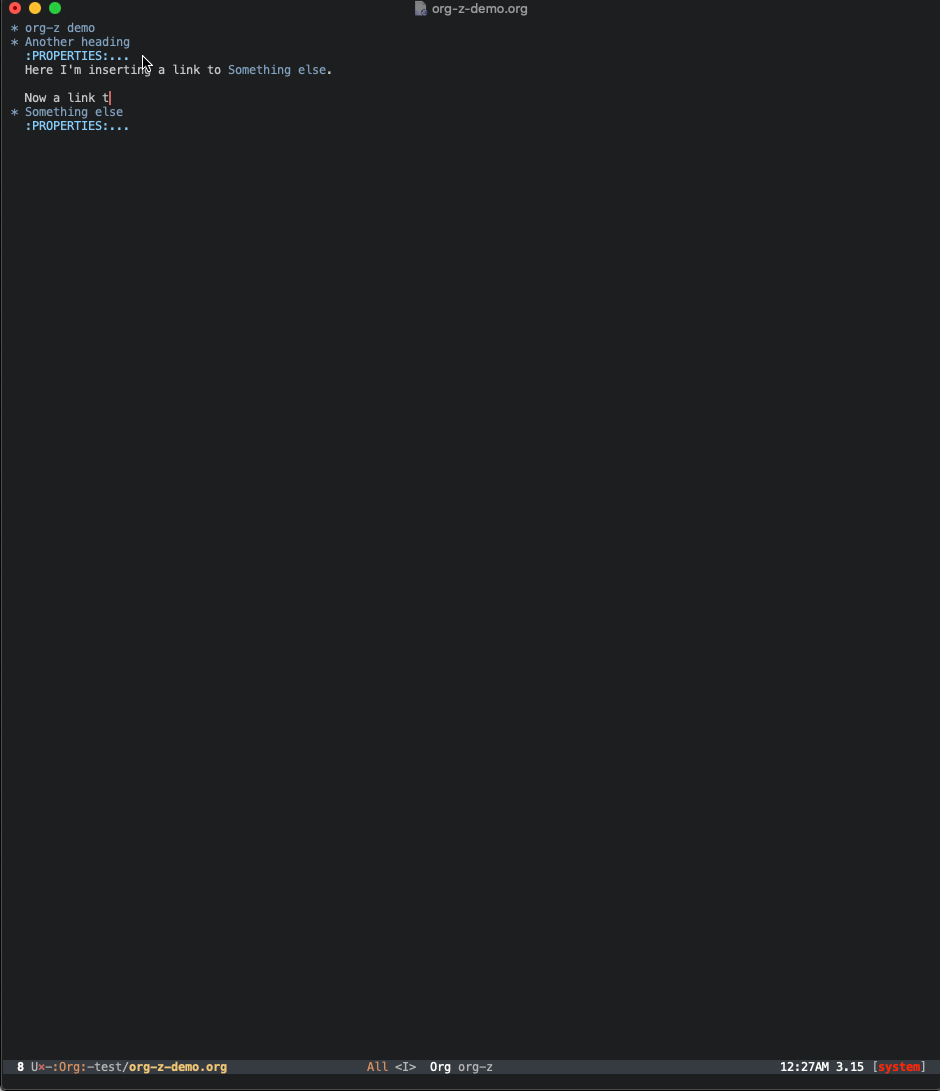 org-z-demo.org
* org-z demo
* Another heading
:PROPERTIES:...
Here I'm inserting a link to Something else.
Now a link t
* Something else
:PROPERTIES:...
8 U×-:Org:-test/org-z-demo.org All <I> Org org-z 12:27AM 3.15 [system]